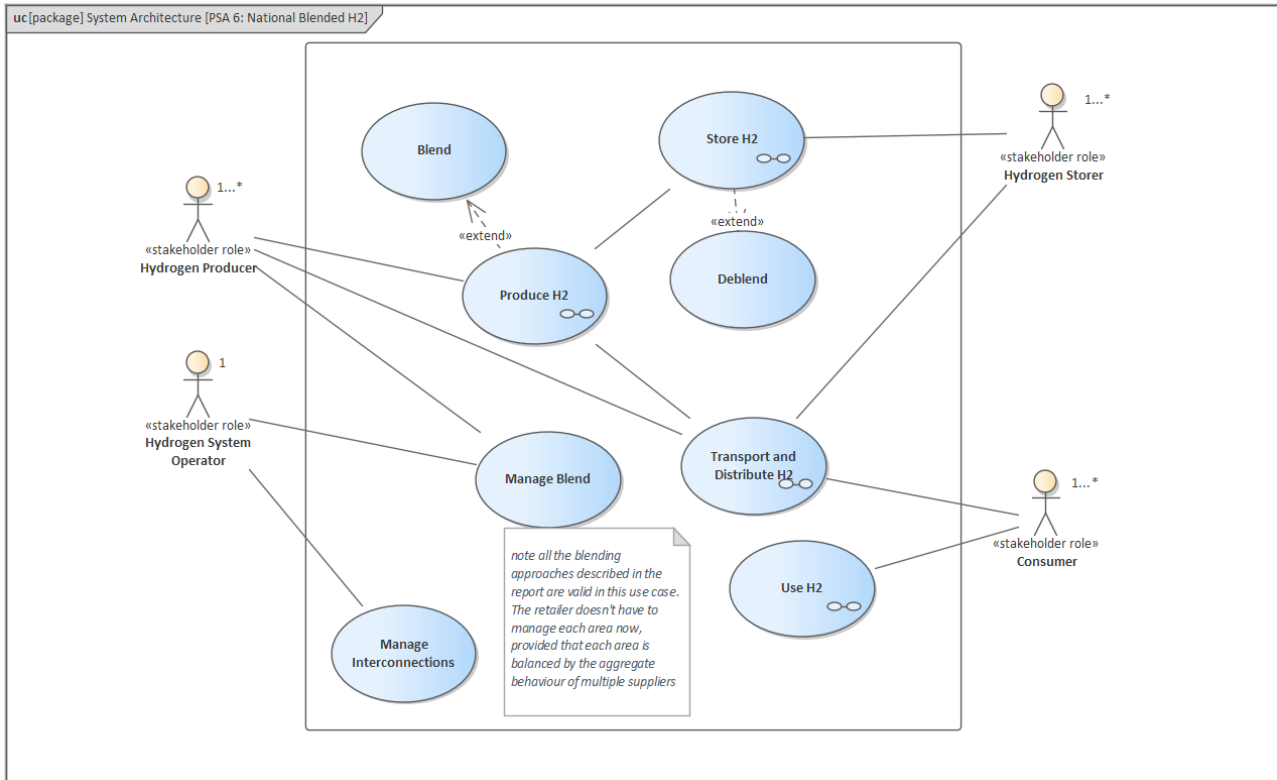 uc [package] System Architecture [PSA 6: National Blended H2]
Blend
Store H2
1...*
«stakeholder role»
Hydrogen Storer
1...*
«stakeholder role»
Hydrogen Producer
«extend»
«extend»
Produce H2
Deblend
1
«stakeholder role»
Hydrogen System
Operator
Manage Blend
Transport and
Distribute H2
1...*
«stakeholder role»
Consumer
note all the blending
approaches described in the
report are valid in this use case.
The retailer doesn't have to
manage each area now,
provided that each area is
balanced by the aggregate
behaviour of multiple suppliers
Use H2
Manage
Interconnections